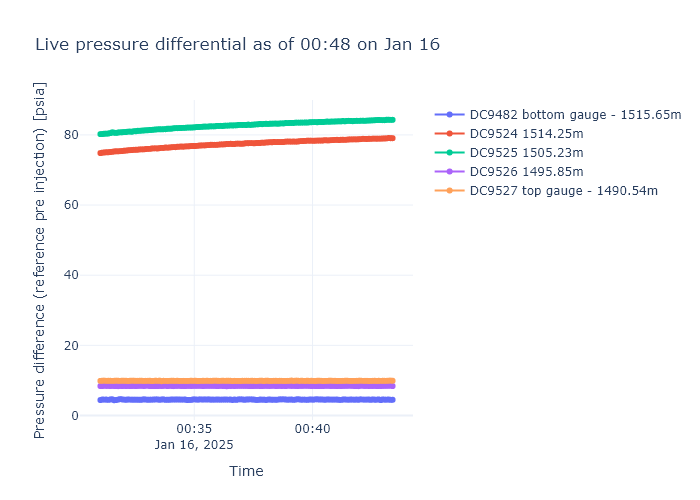 Live pressure differential as of 00:48 on Jan 16
Pressure difference (reference pre injection) [psia]
80
60
40
20
0
00:35
Jan 16, 2025
00:40
Time
DC9482 bottom gauge - 1515.65m
DC9524 1514.25m
DC9525 1505.23m
DC9526 1495.85m
DC9527 top gauge - 1490.54m